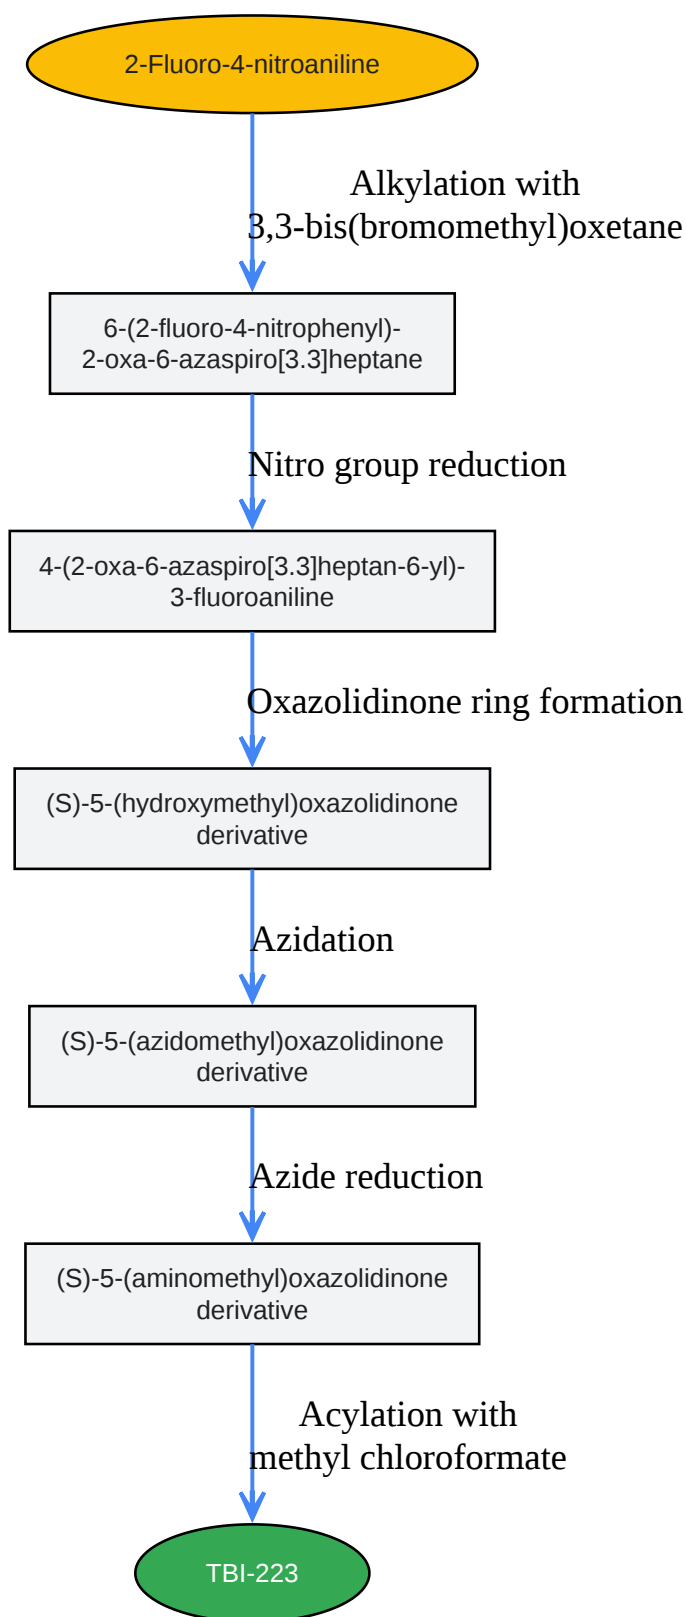 2-Fluoro-4-nitroaniline
Alkylation with
3,3-bis(bromomethyl)oxetane
6-(2-fluoro-4-nitrophenyl)-
2-oxa-6-azaspiro[3.3]heptane
Nitro group reduction
4-(2-oxa-6-azaspiro[3.3]heptan-6-yl)-
3-fluoroaniline
Oxazolidinone ring formation
(S)-5-(hydroxymethyl)oxazolidinone
derivative
Azidation
(S)-5-(azidomethyl)oxazolidinone
derivative
Azide reduction
(S)-5-(aminomethyl)oxazolidinone
derivative
Acylation with
methyl chloroformate
TBI-223